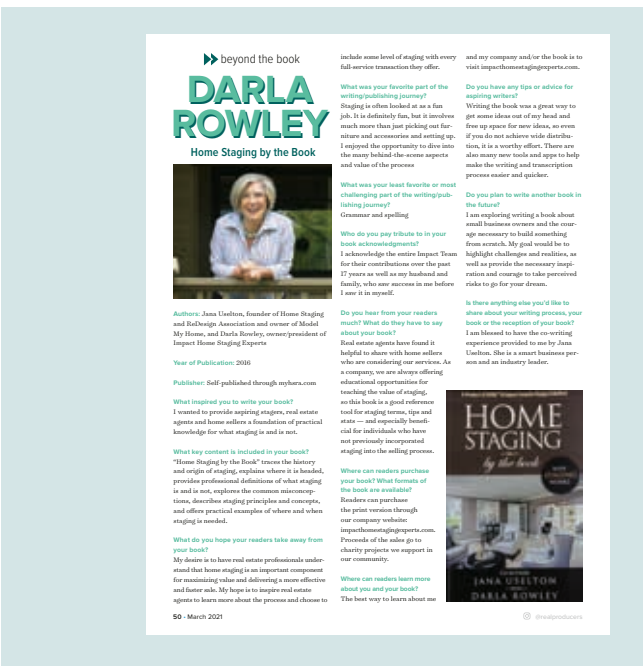 beyond the book
DARLA
ROWLEY
Home Staging by the Book
Authors: Jana Uselton, founder of Home Staging
and ReDesign Association and owner of Model
My Home, and Darla Rowley, owner/president of
Impact Home Staging Experts
Year of Publication: 2016
Publisher: Self-published through myhsra.com
What inspired you to write your book?
I wanted to provide aspiring stagers, real estate
agents and home sellers a foundation of practical
knowledge for what staging is and is not.
What key content is included in your book?
"Home Staging by the Book" traces the history
and origin of staging, explains where it is headed,
provides professional definitions of what staging
is and is not, explores the common misconcep-
tions, describes staging principles and concepts,
and offers practical examples of where and when
staging is needed.
What do you hope your readers take away from
your book?
My desire is to have real estate professionals under-
stand that home staging is an important component
for maximizing value and delivering a more effective
and faster sale. My hope is to inspire real estate
agents to learn more about the process and choose to
include some level of staging with every
full-service transaction they offer.
What was your favorite part of the
writing/publishing journey?
Staging is often looked at as a fun
job. It is definitely fun, but it involves
much more than just picking out fur-
niture and accessories and setting up.
I enjoyed the opportunity to dive into
the many behind-the-scene aspects
and value of the process
What was your least favorite or most
challenging part of the writing/pub-
lishing journey?
Grammar and spelling
Who do you pay tribute to in your
book acknowledgments?
I acknowledge the entire Impact Team
for their contributions over the past
17 years as well as my husband and
family, who saw success in me before
I saw it in myself.
Do you hear from your readers
much? What do they have to say
about your book?
Real estate agents have found it
helpful to share with home sellers
who are considering our services. As
a company, we are always offering
educational opportunities for
teaching the value of staging,
so this book is a good reference
tool for staging terms, tips and
stats — and especially benefi-
cial for individuals who have
not previously incorporated
staging into the selling process.
Where can readers purchase
your book? What formats of
the book are available?
Readers can purchase
the print version through
our company website:
impacthomestagingexperts.com.
Proceeds of the sales go to
charity projects we support in
our community.
Where can readers learn more
about you and your book?
The best way to learn about me
and my company and/or the book is to
visit impacthomestagingexperts.com.
Do you have any tips or advice for
aspiring writers?
Writing the book was a great way to
get some ideas out of my head and
free up space for new ideas, so even
if you do not achieve wide distribu-
tion, it is a worthy effort. There are
also many new tools and apps to help
make the writing and transcription
process easier and quicker.
Do you plan to write another book in
the future?
I am exploring writing a book about
small business owners and the cour-
age necessary to build something
from scratch. My goal would be to
highlight challenges and realities, as
well as provide the necessary inspi-
ration and courage to take perceived
risks to go for your dream.
Is there anything else you'd like to
share about your writing process, your
book or the reception of your book?
I am blessed to have the co-writing
experience provided to me by Jana
Uselton. She is a smart business per-
son and an industry leader.
HOME
STAGING
by the Book
JANA USELTON
DARLA ROWLEY
50 · March 2021
@realproducers